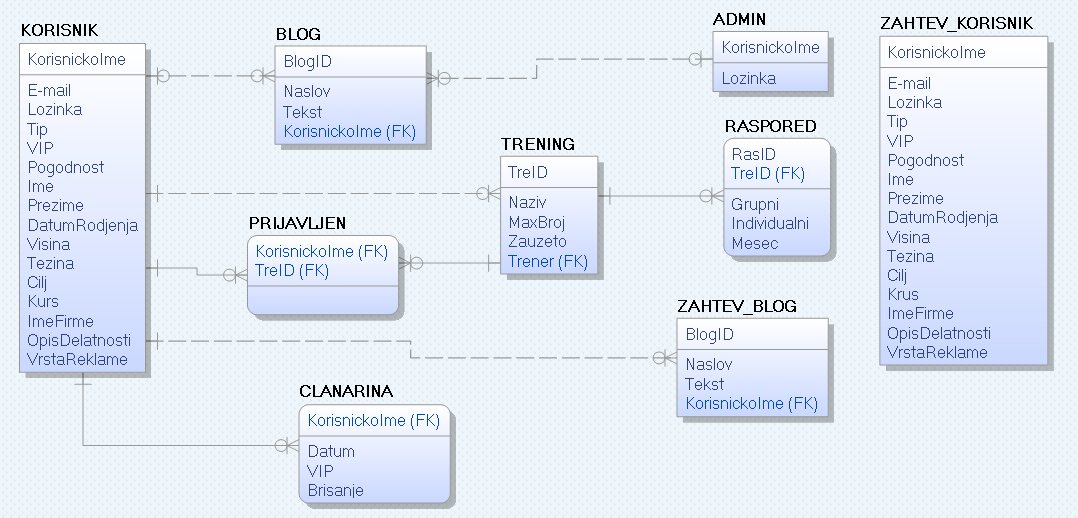 KORISNIK
KorisnickoIme
E-mail
Lozinka
Tip
VIP
Pogodnost
Ime
Prezime
DatumRodjenja
Visina
Tezina
Cilj
Kurs
ImeFirme
OpisDelatnosti
VrstaReklame
BLOG
BlogID
Naslov
Tekst
KorisnickoIme (FK)
ADMIN
KorisnickoIme
Lozinka
ZAHTEV_KORISNIK
KorisnickoIme
E-mail
Lozinka
Tip
VIP
Pogodnost
Ime
Prezime
DatumRodjenja
Visina
Tezina
Cilj
Krus
ImeFirme
OpisDelatnosti
VrstaReklame
TRENING
TreID
Naziv
MaxBroj
Zauzeto
Trener (FK)
RASPORED
RasID
TreID (FK)
Grupni
Individualni
Mesec
PRIJAVLJEN
KorisnickoIme (FK)
TreID (FK)
ZAHTEV_BLOG
BlogID
Naslov
Tekst
KorisnickoIme (FK)
CLANARINA
KorisnickoIme (FK)
Datum
VIP
Brisanje